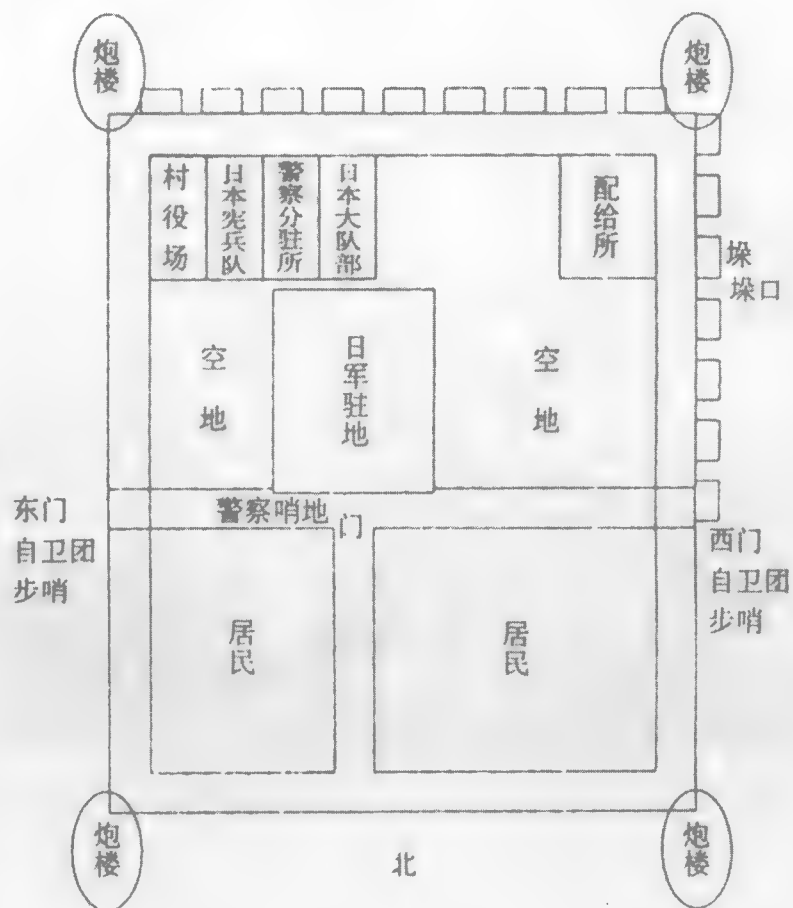 炮楼
炮楼
村役场
日本宪兵队
警察分驻所
日本大队部
配给所
垛
垛口
空地
日军驻地
空地
东门
自卫团
步哨
警察哨地
门
西门
自卫团
步哨
居民
居民
炮楼
炮楼
北